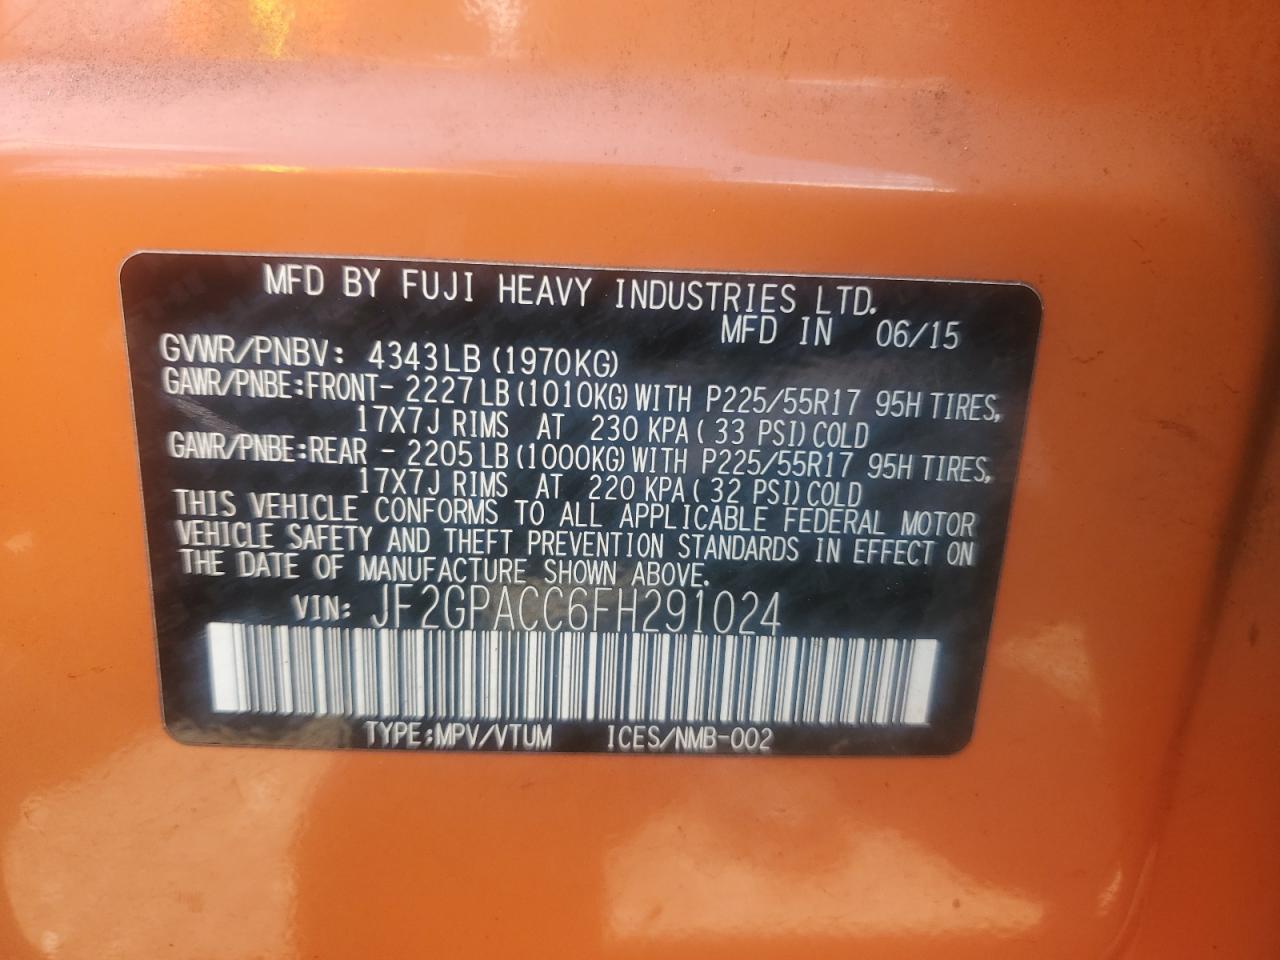 MFD BY FUJI HEAVY INDUSTRIES LTD.
MFD IN 06/15
GVWR/PNBV: 4343LB (1970KG)
GAWR/PNBE:FRONT- 2227LB (1010KG) WITH P225/55R17 95H TIRES,
17X7J RIMS AT 230 KPA ( 33 PSI) COLD
GAWR/PNBE:REAR - 2205LB (1000KG) WITH P225/55R17 95H TIRES,
17X7J RIMS AT 220 KPA ( 32 PSI) COLD
THIS VEHICLE CONFORMS TO ALL APPLICABLE FEDERAL MOTOR
VEHICLE SAFETY AND THEFT PREVENTION STANDARDS IN EFFECT ON
THE DATE OF MANUFACTURE SHOWN ABOVE.
VIN: JF2GPACC6FH291024
TYPE:MPV/VTUM ICES/NMB-002